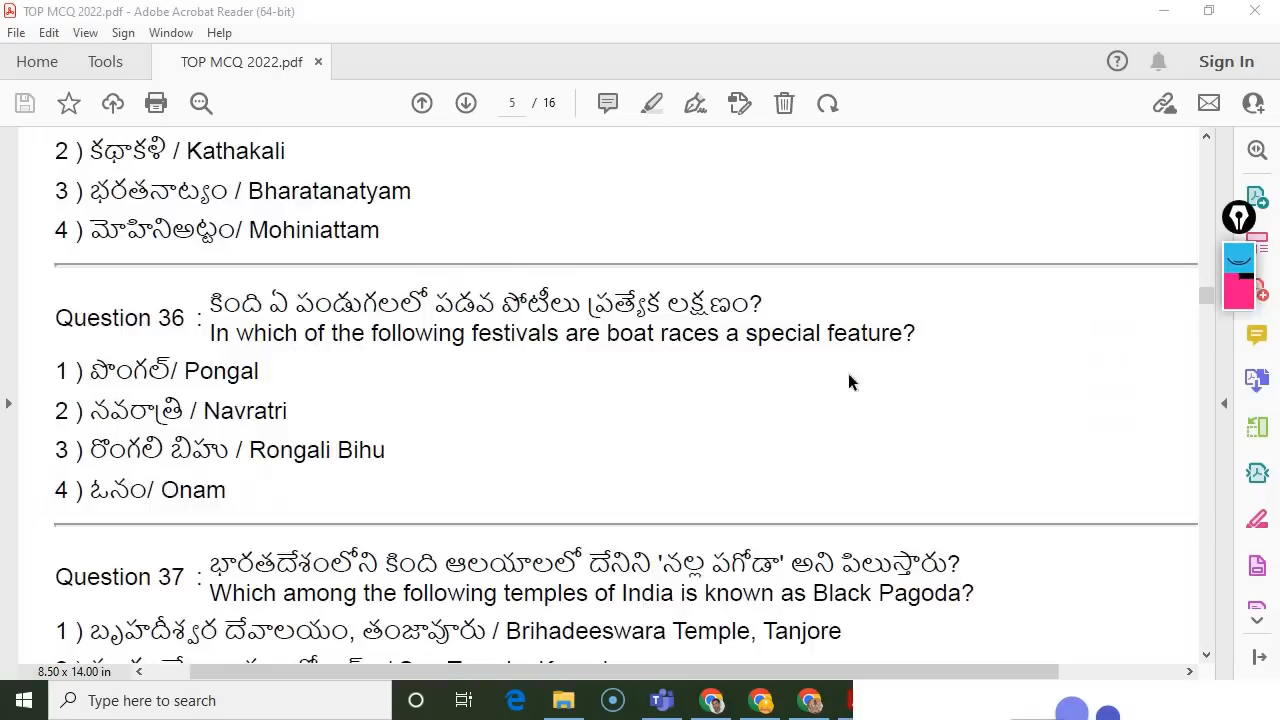 TOP MCQ 2022.pdf - Adobe Acrobat Reader (64-bit)
File Edit View Sign Window Help
Home Tools TOP MCQ 2022.pdf × Sign In
5 / 16
2 ) కథాకళి / Kathakali
3 ) భరతనాట్యం / Bharatanatyam
4 ) మోహినిఅట్టం/ Mohiniattam
Question 36 : కింది ఏ పండుగలలో పడవ పోటీలు ప్రత్యేక లక్షణం?
In which of the following festivals are boat races a special feature?
1 ) పొంగల్/ Pongal
2 ) నవరాత్రి / Navratri
3 ) రొంగలి బిహు / Rongali Bihu
4 ) ఓనం/ Onam
Question 37 : భారతదేశంలోని కింది ఆలయాలలో దేనిని 'నల్ల పగోడా' అని పిలుస్తారు?
Which among the following temples of India is known as Black Pagoda?
1 ) బృహదీశ్వర దేవాలయం, తంజావూరు / Brihadeeswara Temple, Tanjore
8.50 x 14.00 in
Type here to search